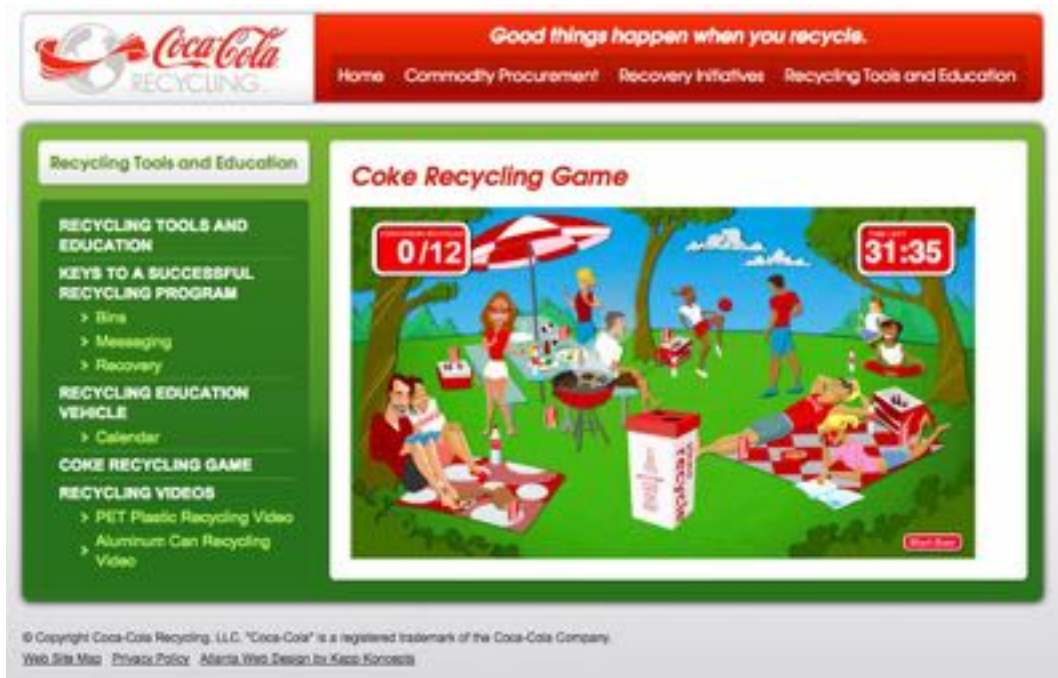 Coca-Cola
RECYCLING
Good things happen when you recycle.
Home Commodity Procurement Recovery Initiatives Recycling Tools and Education
Recycling Tools and Education
RECYCLING TOOLS AND
EDUCATION
KEYS TO A SUCCESSFUL
RECYCLING PROGRAM
> Bins
> Messaging
> Recovery
RECYCLING EDUCATION
VEHICLE
> Calendar
COKE RECYCLING GAME
RECYCLING VIDEOS
> PET Plastic Recycling Video
> Aluminum Can Recycling
Video
Coke Recycling Game
0/12
TIME LEFT
31:35
recycle
Start Over
© Copyright Coca-Cola Recycling, LLC. "Coca-Cola" is a registered trademark of the Coca-Cola Company.
Web Site Map Privacy Policy Atlanta Web Design by Kapp Koncepts